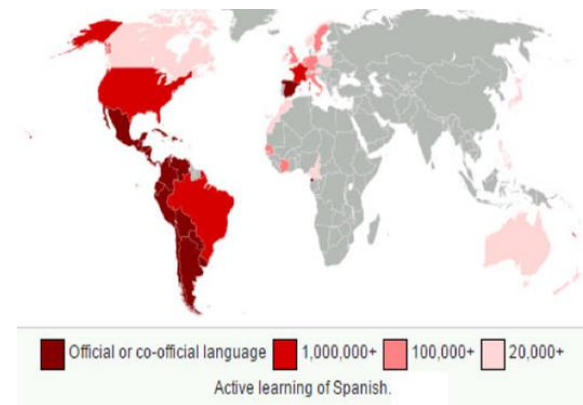 Official or co-official language 1,000,000+ 100,000+ 20,000+
Active learning of Spanish.